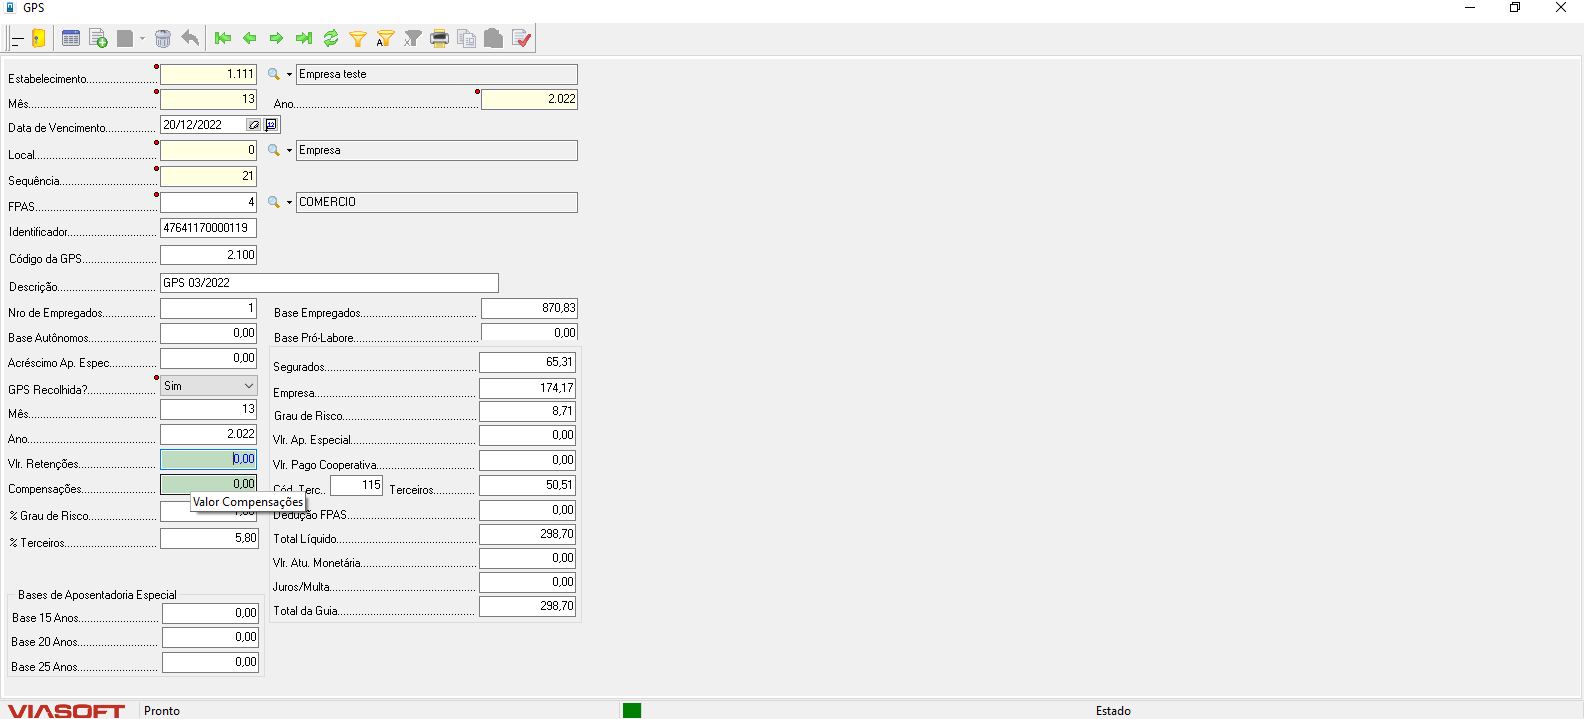 GPS
Estabelecimento 1.111 Empresa teste
Mês 13 Ano 2.022
Data de Vencimento 20/12/2022
Local 0 Empresa
Sequência 21
FPAS 4 COMERCIO
Identificador 47641170000119
Código da GPS 2.100
Descrição GPS 03/2022
Nro de Empregados 1 Base Empregados 870,83
Base Autônomos 0,00 Base Pró-Labore 0,00
Acréscimo Ap. Espec. 0,00 Segurados 65,31
GPS Recolhida? Sim Empresa 174,17
Mês 13 Grau de Risco 8,71
Ano 2.022 Vlr. Ap. Especial 0,00
Vlr. Retenções 0,00 Vlr. Pago Cooperativa 0,00
Compensações 0,00 Cód. Terc. 115 Terceiros 50,51
Valor Compensações
% Grau de Risco Dedução FPAS 0,00
% Terceiros 5,80 Total Líquido 298,70
Vlr. Atu. Monetária 0,00
Juros/Multa 0,00
Bases de Aposentadoria Especial
Base 15 Anos 0,00 Total da Guia 298,70
Base 20 Anos 0,00
Base 25 Anos 0,00
VIASOFT Pronto Estado